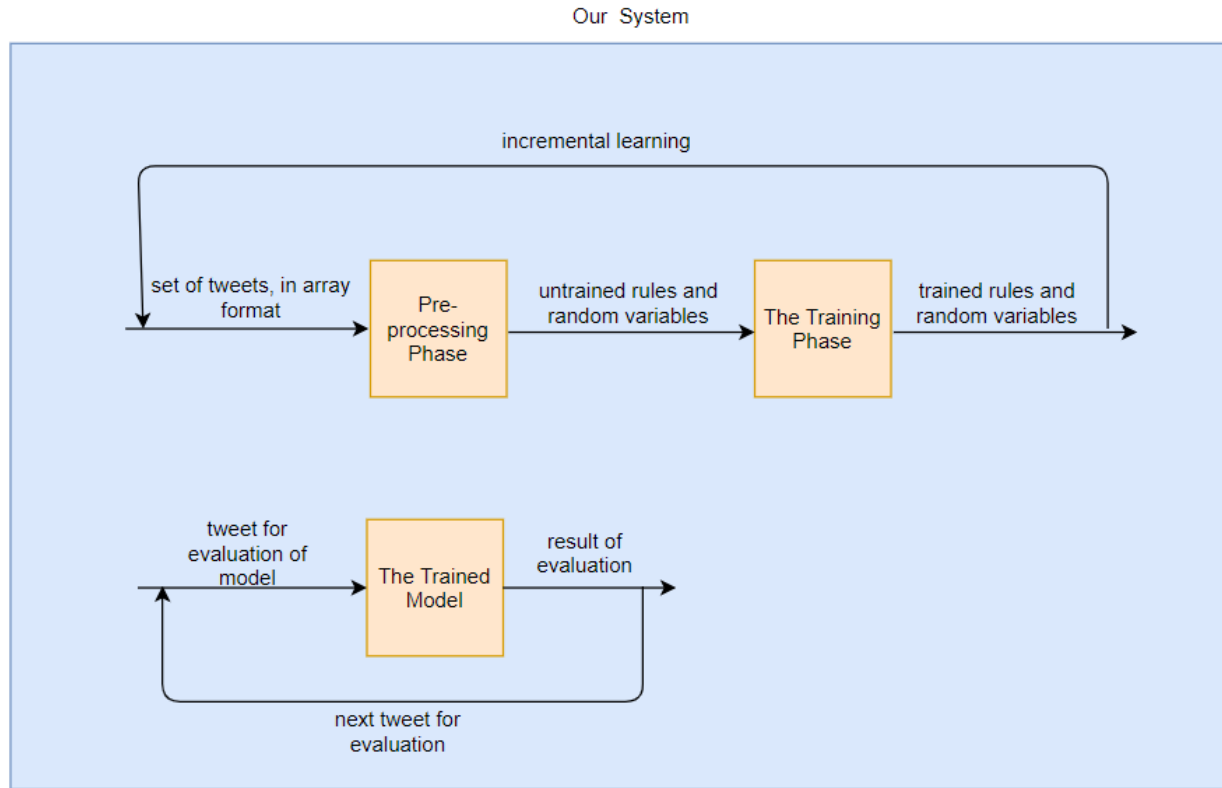 Our System
incremental learning
set of tweets, in array
format
Pre-
processing
Phase
untrained rules and
random variables
The Training
Phase
trained rules and
random variables
tweet for
evaluation of
model
The Trained
Model
result of
evaluation
next tweet for
evaluation